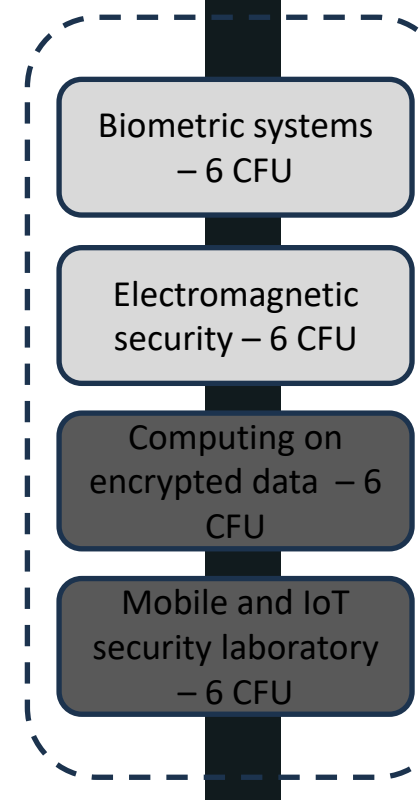 Biometric systems
– 6 CFU
Electromagnetic
security – 6 CFU
Computing on
encrypted data – 6
CFU
Mobile and IoT
security laboratory
– 6 CFU